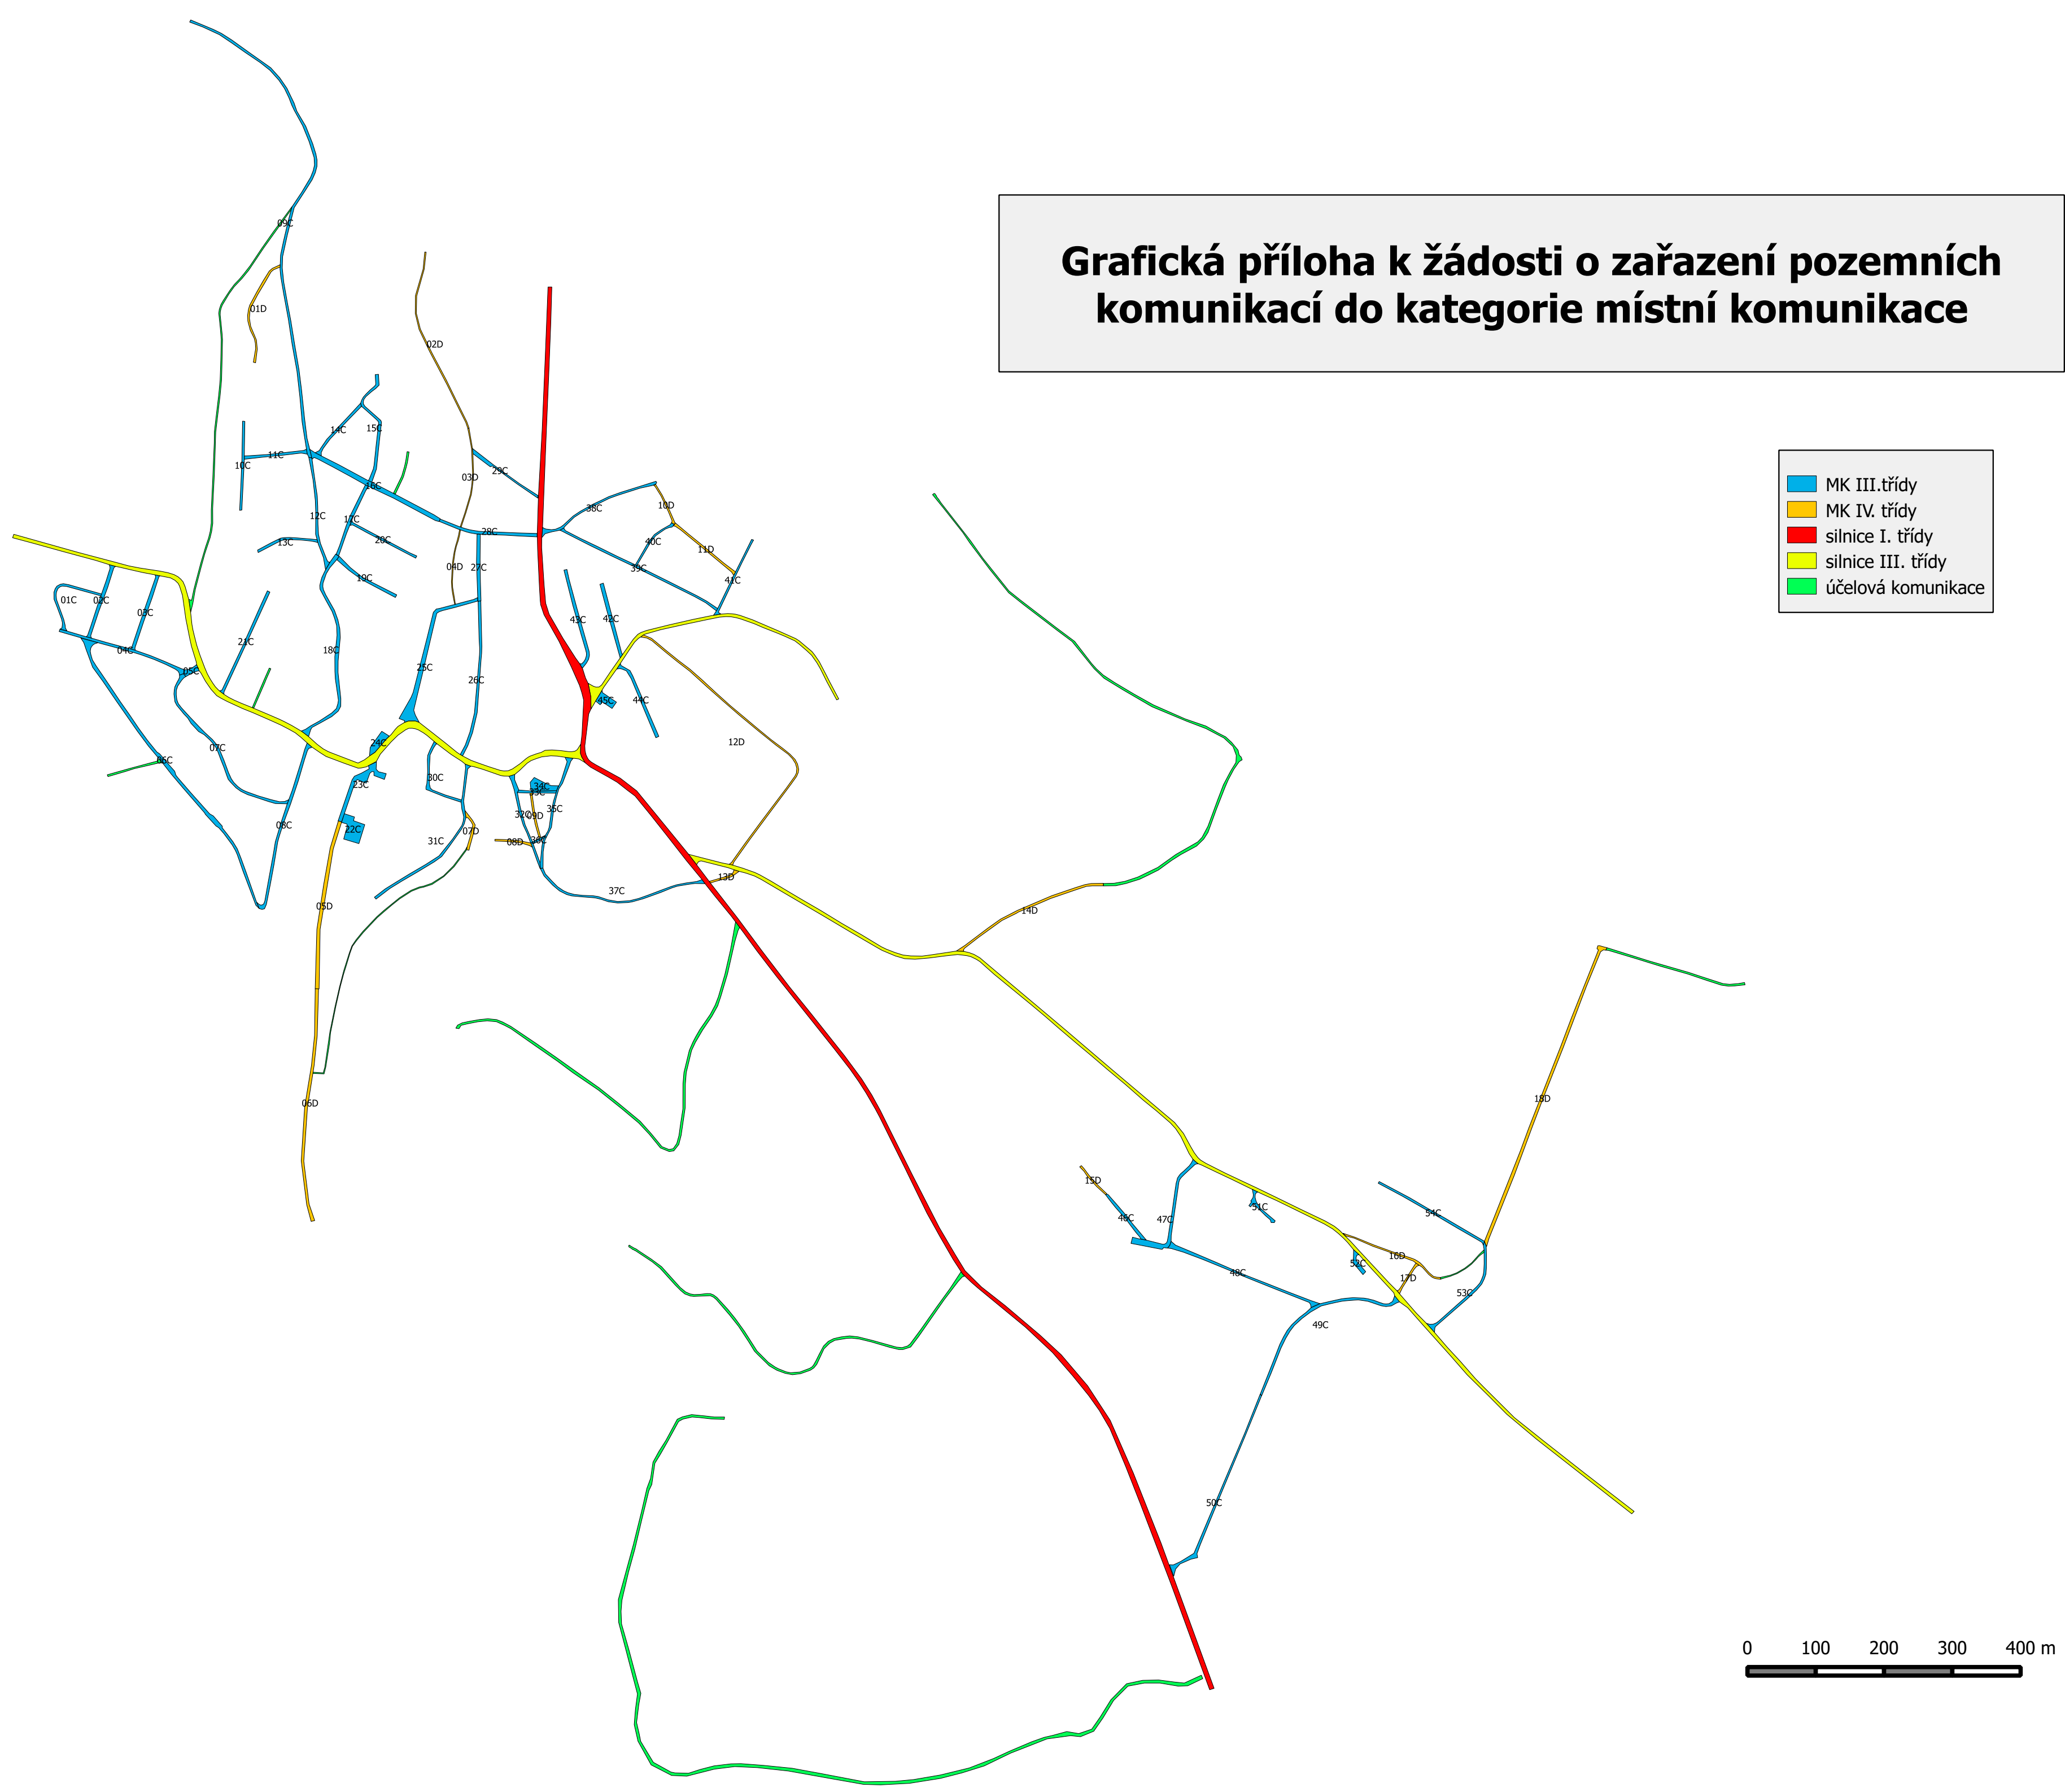 Grafická příloha k žádosti o zařazení pozemních
komunikací do kategorie místní komunikace
MK III.třídy
MK IV. třídy
silnice I. třídy
silnice III. třídy
účelová komunikace
09C
01D
02D
14C
15C
11C
10C
29C
03D
16C
12C
17C
28C
38C
10D
13C
20C
40C
11D
19C
04D
27C
39C
41C
01C
02C
03C
43C
42C
21C
04C
18C
05C
25C
26C
45C
44C
24C
07C
12D
66C
30C
23C
34C
33C
35C
32C
09D
08C
22C
07D
31C
08D
36C
13D
37C
05D
14D
06D
18D
15D
46C
47C
51C
54C
16D
52C
48C
17D
53C
49C
50C
0 100 200 300 400 m